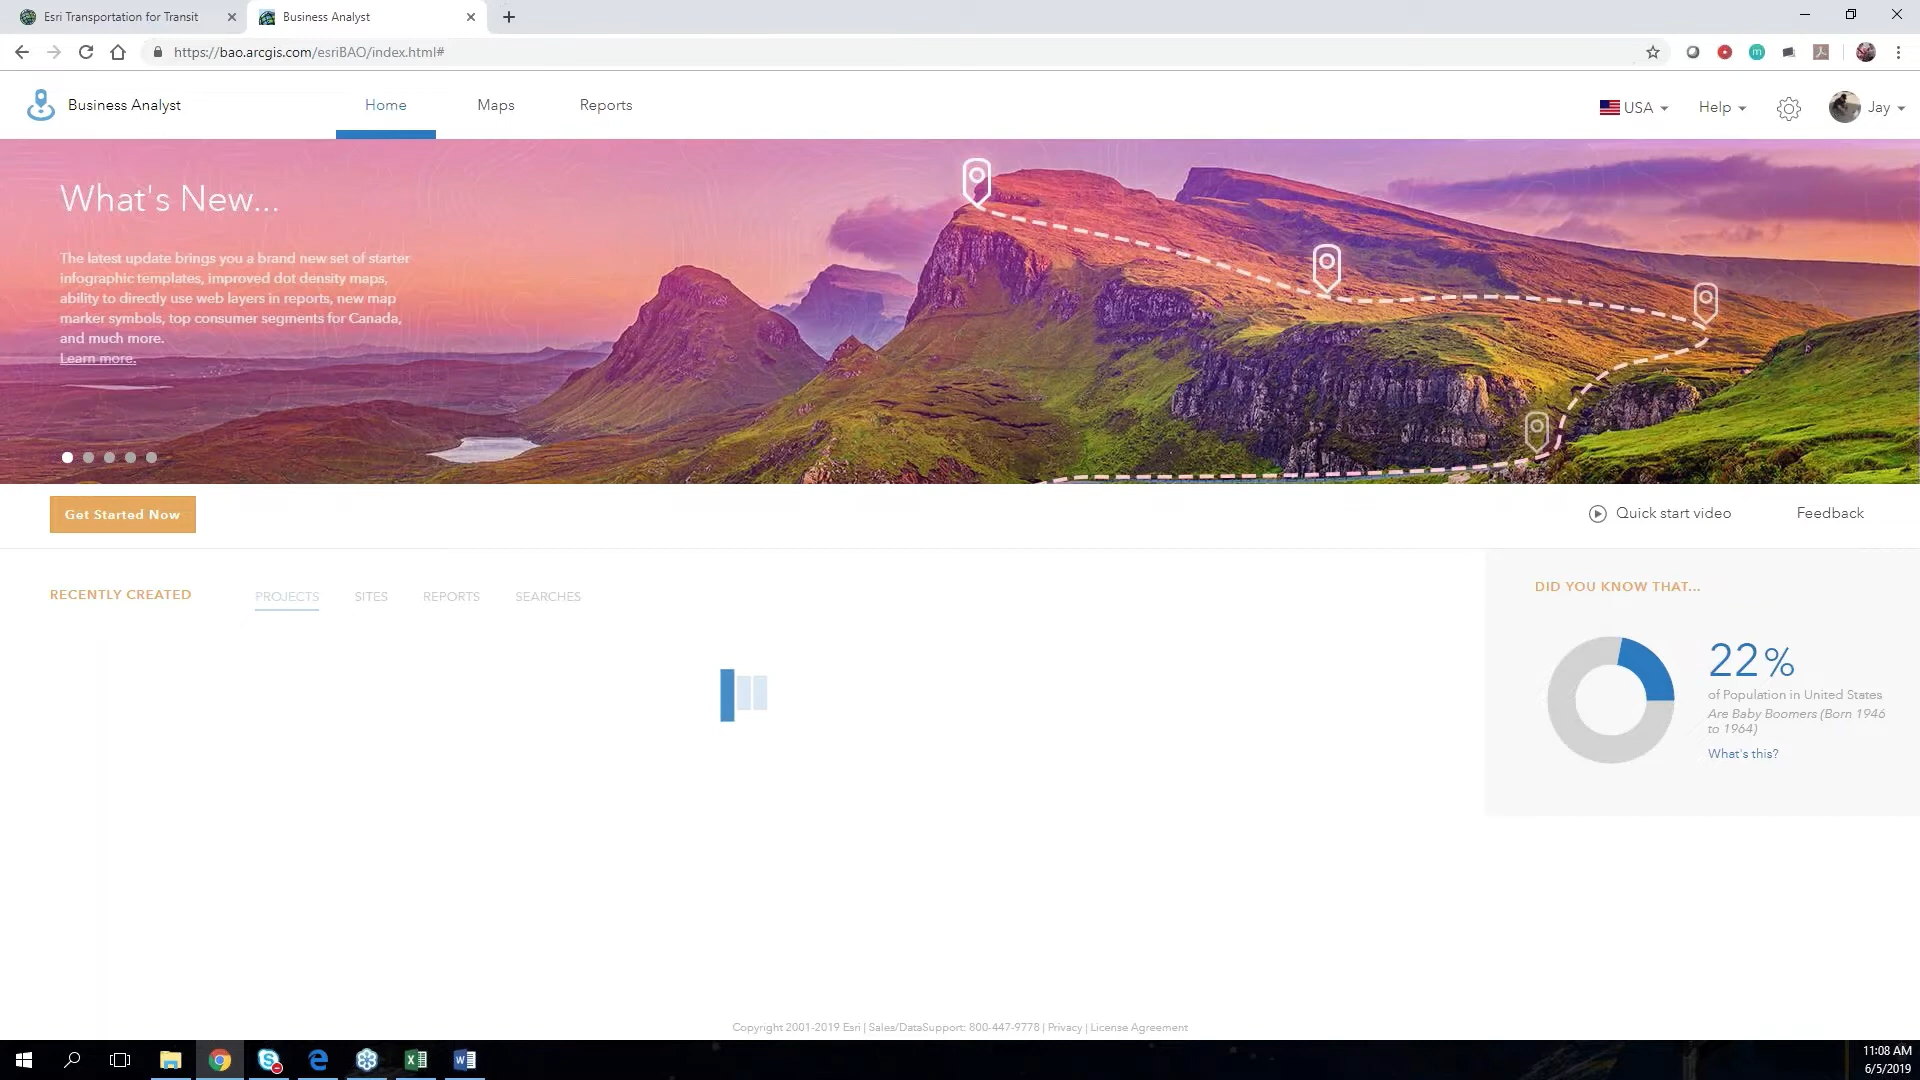 Esri Transportation for Transit
Business Analyst
https://bao.arcgis.com/esriBAO/index.html#
Business Analyst
Home
Maps
Reports
USA
Help
Jay
What's New...
The latest update brings you a brand new set of starter
infographic templates, improved dot density maps,
ability to directly use web layers in reports, new map
marker symbols, top consumer segments for Canada,
and much more.
Learn more.
Get Started Now
Quick start video
Feedback
RECENTLY CREATED
PROJECTS
SITES
REPORTS
SEARCHES
DID YOU KNOW THAT...
22%
of Population in United States
Are Baby Boomers (Born 1946
to 1964)
What's this?
Copyright 2001-2019 Esri | Sales/DataSupport: 800-447-9778 | Privacy | License Agreement
11:08 AM
6/5/2019